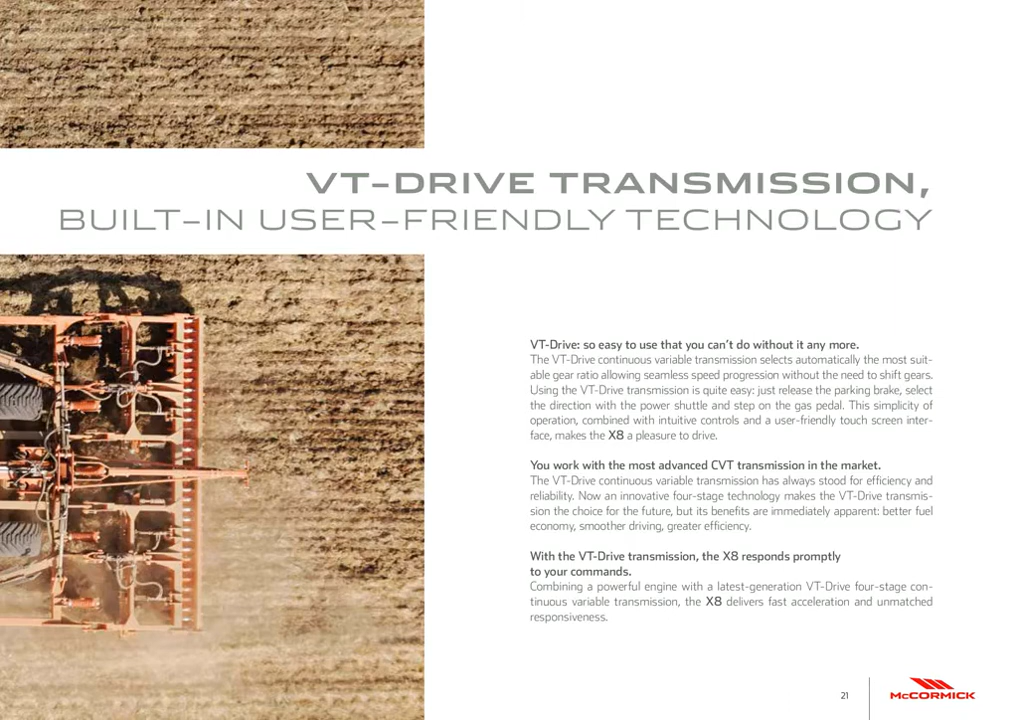 VT-DRIVE TRANSMISSION,
BUILT-IN USER-FRIENDLY TECHNOLOGY
VT-Drive: so easy to use that you can't do without it any more.
The VT-Drive continuous variable transmission selects automatically the most suit-
able gear ratio allowing seamless speed progression without the need to shift gears.
Using the VT-Drive transmission is quite easy: just release the parking brake, select
the direction with the power shuttle and step on the gas pedal. This simplicity of
operation, combined with intuitive controls and a user-friendly touch screen inter-
face, makes the X8 a pleasure to drive.
You work with the most advanced CVT transmission in the market.
The VT-Drive continuous variable transmission has always stood for efficiency and
reliability. Now an innovative four-stage technology makes the VT-Drive transmis-
sion the choice for the future, but its benefits are immediately apparent: better fuel
economy, smoother driving, greater efficiency.
With the VT-Drive transmission, the X8 responds promptly
to your commands.
Combining a powerful engine with a latest-generation VT-Drive four-stage con-
tinuous variable transmission, the X8 delivers fast acceleration and unmatched
responsiveness.
21
McCORMICK